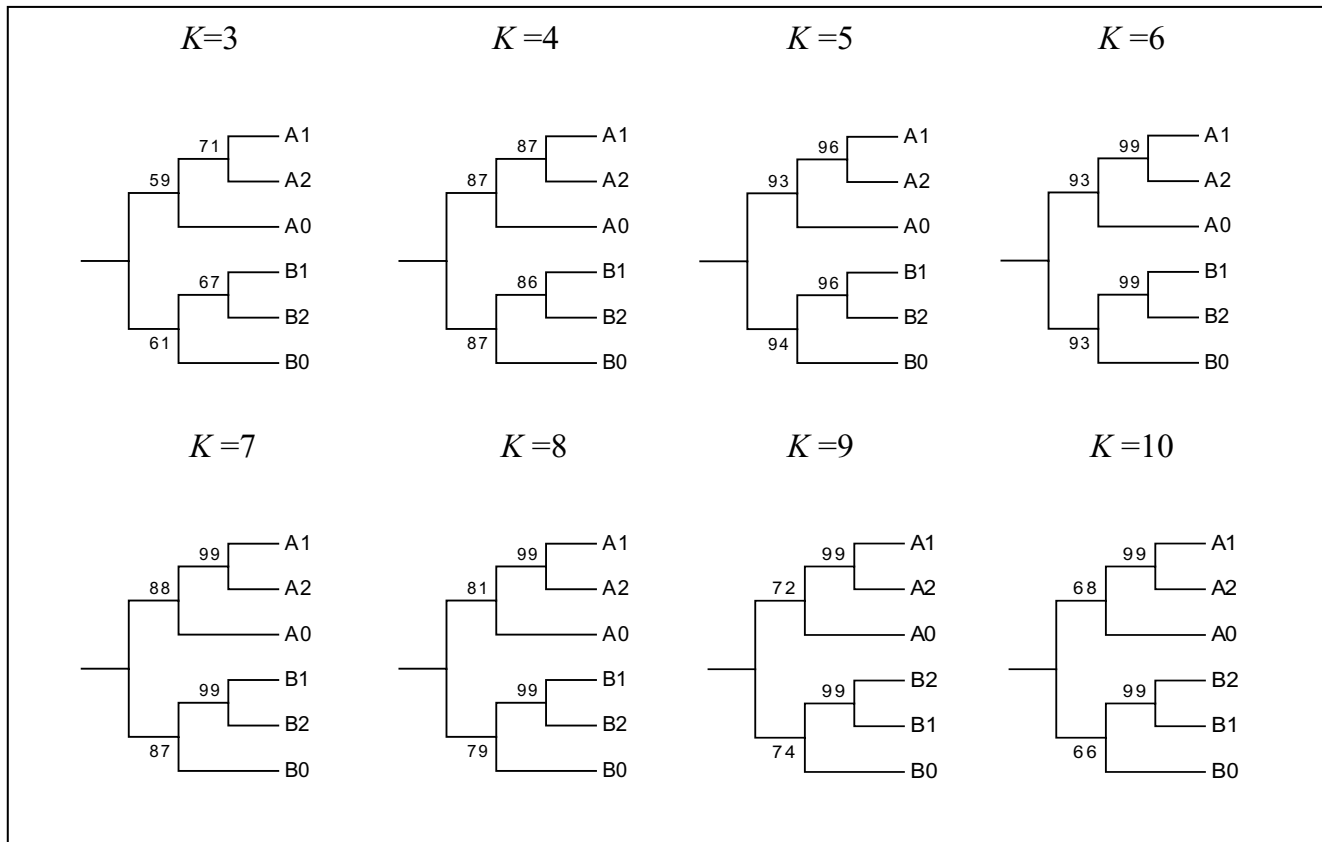 K=3 K =4 K =5 K =6
71 A1 87 A1 96 A1 99 A1
59 A2 87 A2 93 A2 93 A2
A0 A0 A0 A0
67 B1 86 B1 96 B1 99 B1
B2 B2 B2 B2
61 B0 87 B0 94 B0 93 B0
K =7 K =8 K =9 K =10
99 A1 99 A1 99 A1 99 A1
88 A2 81 A2 72 A2 68 A2
A0 A0 A0 A0
99 B1 99 B1 99 B2 99 B2
B2 B2 B1 B1
87 B0 79 B0 74 B0 66 B0